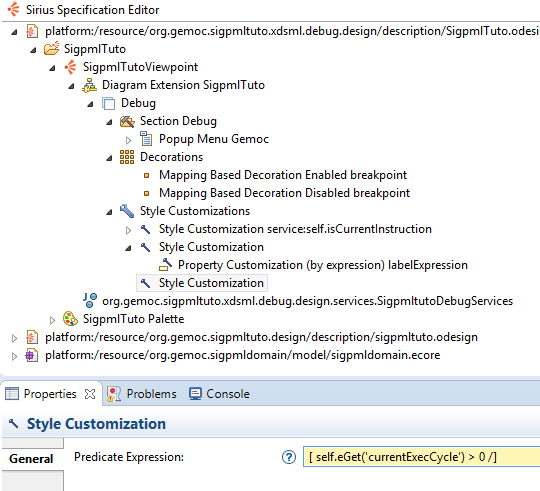 Sirius Specification Editor
platform:/resource/org.gemoc.sigpmltuto.xdsml.debug.design/description/SigpmlTuto.odesi
SigpmlTuto
SigpmlTutoViewpoint
Diagram Extension SigpmlTuto
Debug
Section Debug
Popup Menu Gemoc
Decorations
Mapping Based Decoration Enabled breakpoint
Mapping Based Decoration Disabled breakpoint
Style Customizations
Style Customization service:self.isCurrentInstruction
Style Customization
Property Customization (by expression) labelExpression
Style Customization
org.gemoc.sigpmltuto.xdsml.debug.design.services.SigpmltutoDebugServices
SigpmlTuto Palette
platform:/resource/org.gemoc.sigpmltuto.design/description/sigpmltuto.odesign
platform:/resource/org.gemoc.sigpmldomain/model/sigpmldomain.ecore
Properties Problems Console
Style Customization
General Predicate Expression: ? [ self.eGet('currentExecCycle') > 0 /]